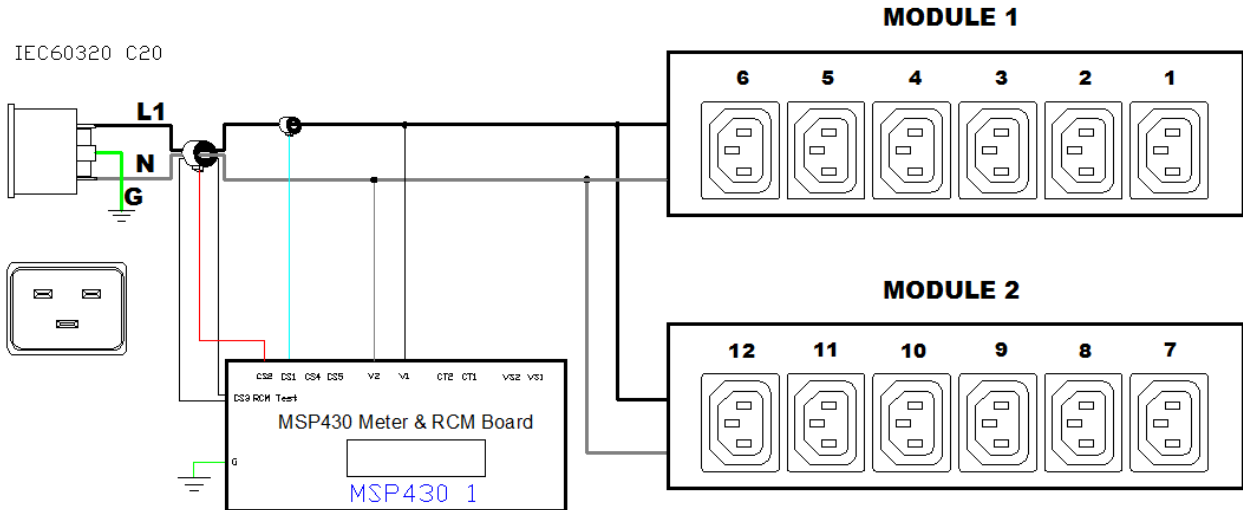 MODULE 1
IEC60320 C20
6 5 4 3 2 1
L1
N
G
MODULE 2
12 11 10 9 8 7
CS2 CS1 CS4 CS5 V2 V1 CT2 CT1 VS2 VS1
CS3 RCM Test
MSP430 Meter & RCM Board
G
MSP430 1